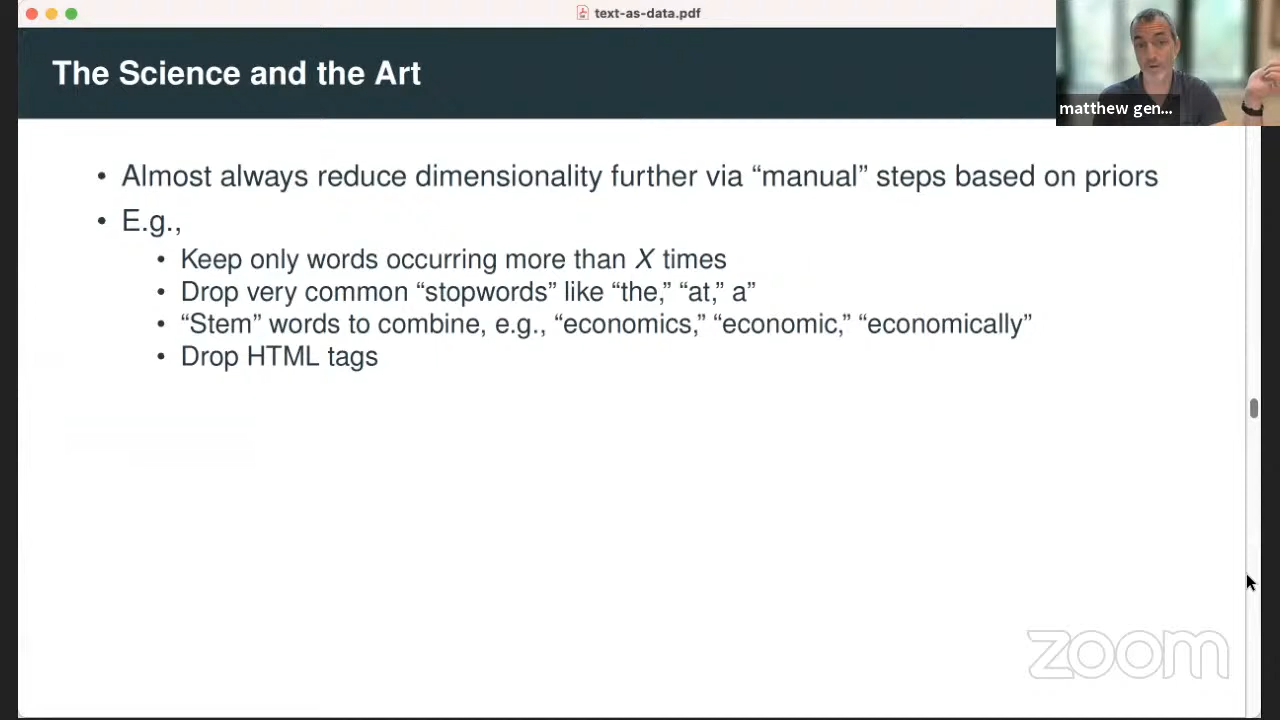 text-as-data.pdf
The Science and the Art
matthew gen...
• Almost always reduce dimensionality further via “manual” steps based on priors
• E.g.,
• Keep only words occurring more than X times
• Drop very common “stopwords” like “the,” “at,” a”
• “Stem” words to combine, e.g., “economics,” “economic,” “economically”
• Drop HTML tags
zoom